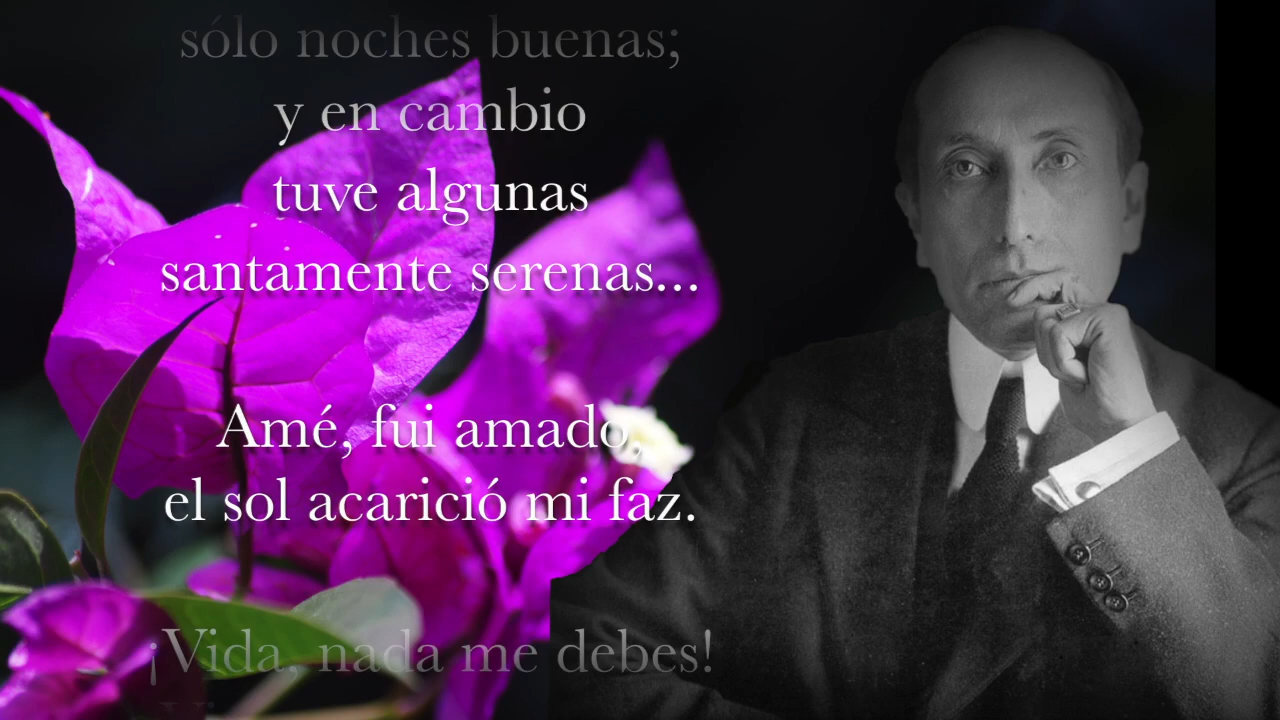 sólo noches buenas;
y en cambio
tuve algunas
santamente serenas...
Amé, fui amado,
el sol acarició mi faz.
¡Vida, nada me debes!